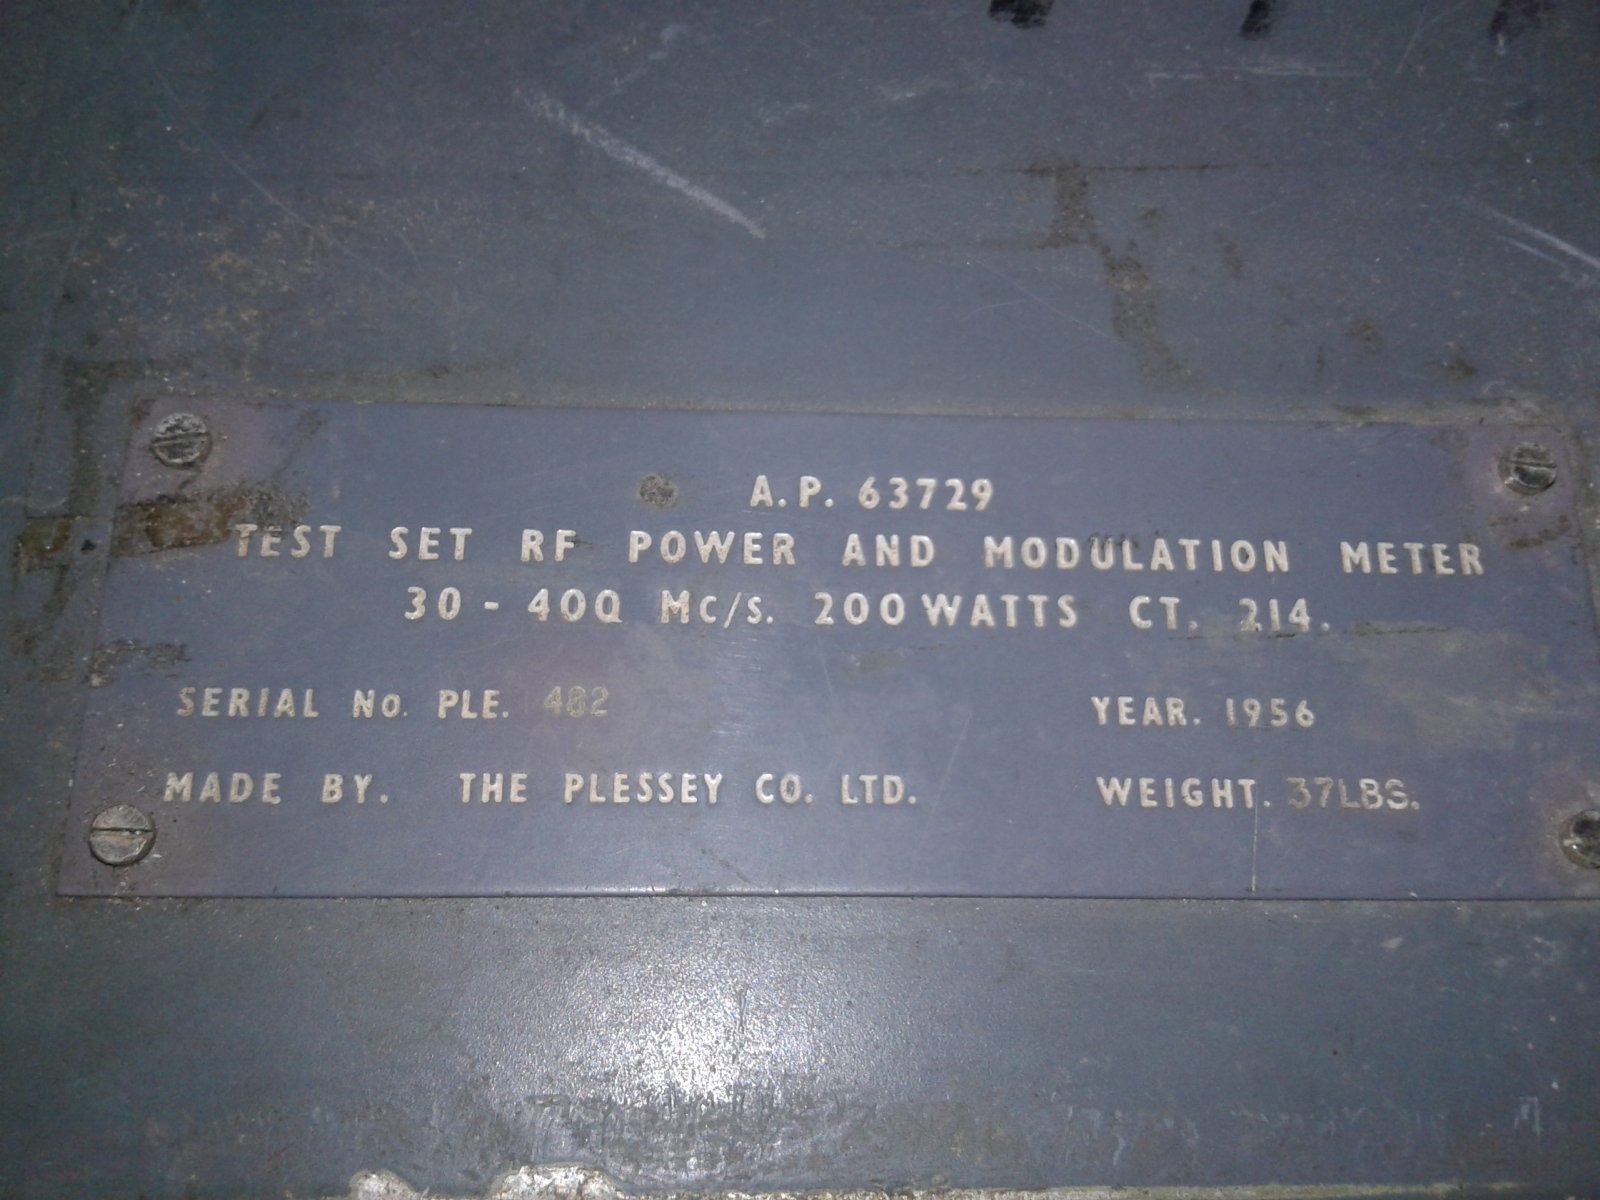 A.P. 63729
TEST SET RF POWER AND MODULATION METER
30 - 400 Mc/s. 200 WATTS CT. 214.
SERIAL No. PLE. 482 YEAR. 1956
MADE BY. THE PLESSEY CO. LTD. WEIGHT. 37LBS.